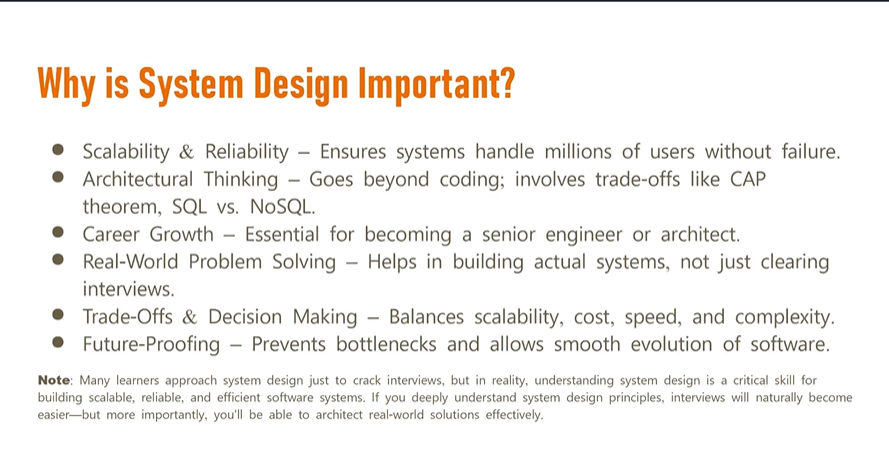 Why is System Design Important?
● Scalability & Reliability – Ensures systems handle millions of users without failure.
● Architectural Thinking – Goes beyond coding; involves trade-offs like CAP
theorem, SQL vs. NoSQL.
● Career Growth – Essential for becoming a senior engineer or architect.
● Real-World Problem Solving – Helps in building actual systems, not just clearing
interviews.
● Trade-Offs & Decision Making – Balances scalability, cost, speed, and complexity.
● Future-Proofing – Prevents bottlenecks and allows smooth evolution of software.
Note: Many learners approach system design just to crack interviews, but in reality, understanding system design is a critical skill for
building scalable, reliable, and efficient software systems. If you deeply understand system design principles, interviews will naturally become
easier—but more importantly, you'll be able to architect real-world solutions effectively.